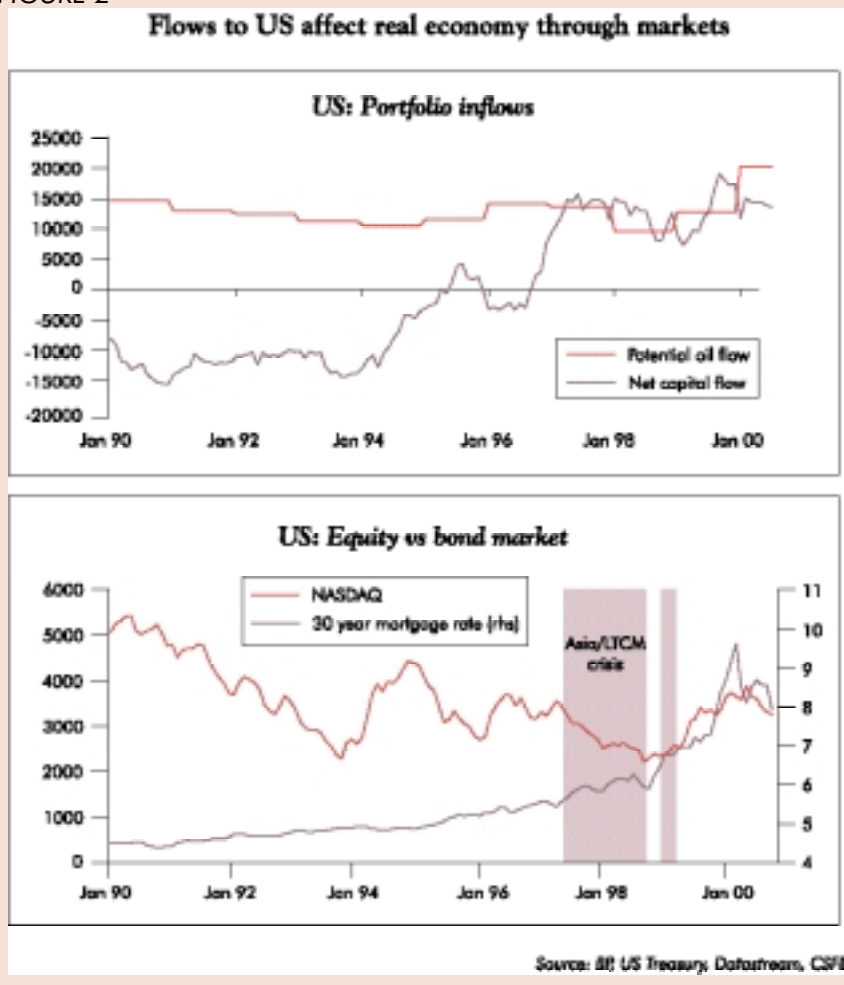 FIGURE 2
Flows to US affect real economy through markets
US: Portfolio inflows
25000
20000
15000
10000
5000
0
-5000
-10000
-15000
-20000
Potential oil flow
Net capital flow
Jan 90 Jan 92 Jan 94 Jan 96 Jan 98 Jan 00
US: Equity vs bond market
6000
5000
4000
3000
2000
1000
0
NASDAQ
30 year mortgage rate (rhs)
Asia/LTCM
crisis
11
10
9
8
7
6
5
4
Jan 90 Jan 92 Jan 94 Jan 96 Jan 98 Jan 00
Source: BP, US Treasury, Datastream, CSFB